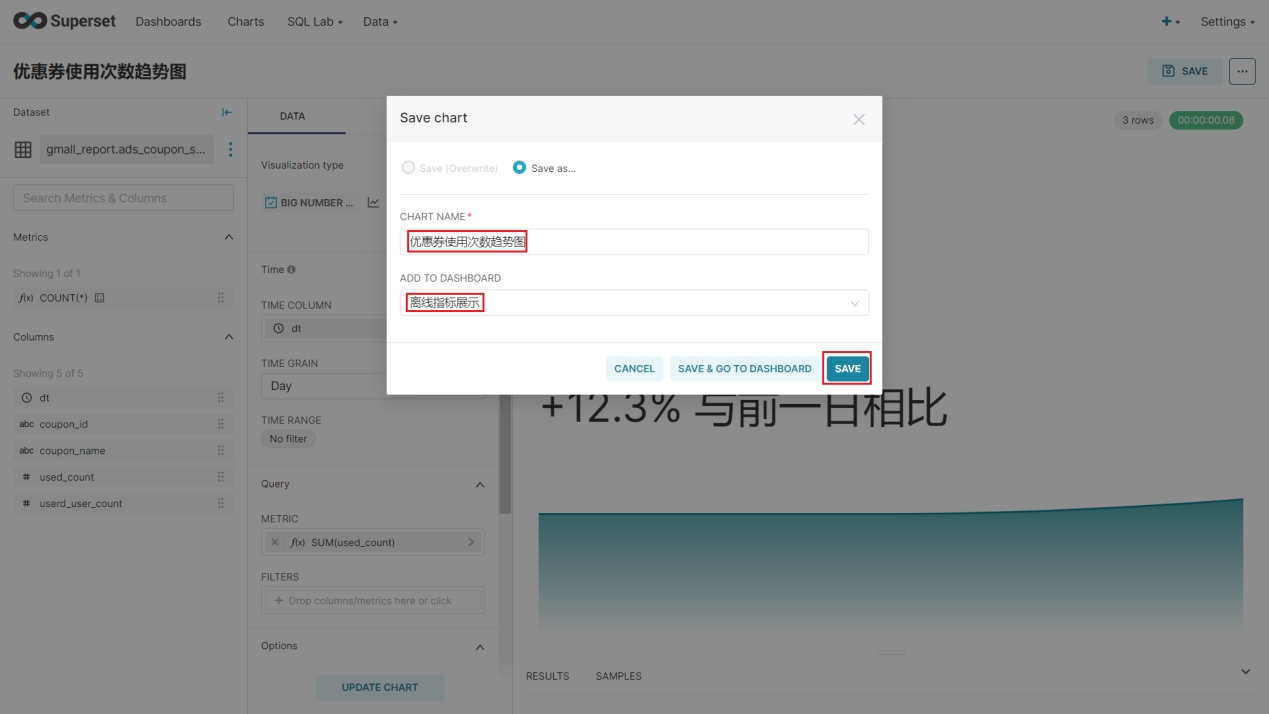 Superset Dashboards Charts SQL Lab Data Settings
优惠券使用次数趋势图
SAVE
Dataset
gmall_report.ads_coupon_s...
Search Metrics & Columns
Metrics
Showing 1 of 1
f(x) COUNT(*)
Columns
Showing 5 of 5
dt
abc coupon_id
abc coupon_name
# used_count
# userd_user_count
DATA
Visualization type
BIG NUMBER ...
Time
TIME COLUMN
dt
TIME GRAIN
Day
TIME RANGE
No filter
Query
METRIC
f(x) SUM(used_count)
FILTERS
+ Drop columns/metrics here or click
Options
UPDATE CHART
Save chart
Save (Overwrite) Save as...
CHART NAME *
优惠券使用次数趋势图
ADD TO DASHBOARD
离线指标展示
CANCEL SAVE & GO TO DASHBOARD SAVE
3 rows 00:00:00.08
+12.3% 与前一日相比
RESULTS SAMPLES